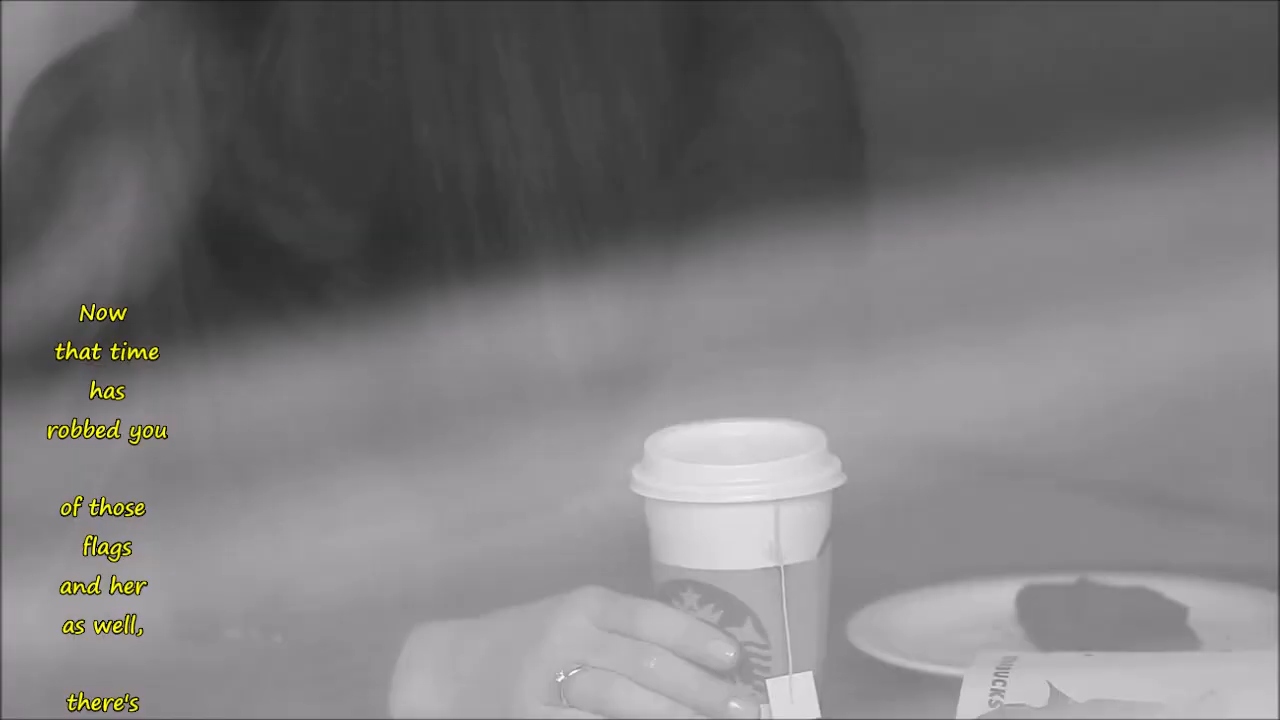 Now
that time
has
robbed you
of those
flags
and her
as well,
there's